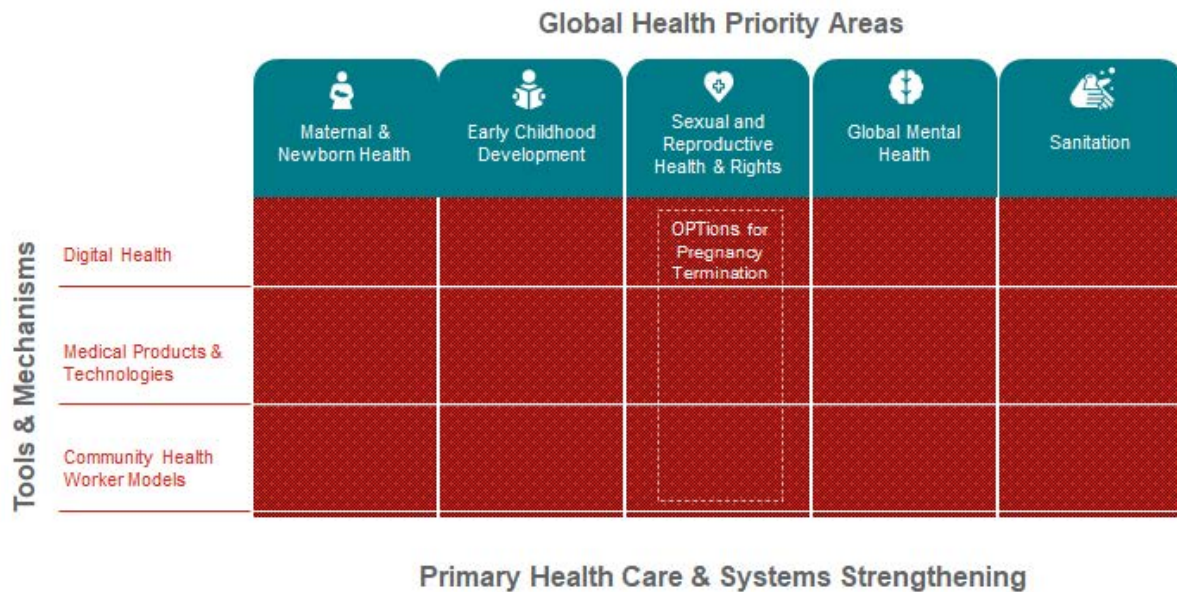 Global Health Priority Areas
Maternal &
Newborn Health
Early Childhood
Development
Sexual and
Reproductive
Health & Rights
Global Mental
Health
Sanitation
Tools & Mechanisms
Digital Health
OPTions for
Pregnancy
Termination
Medical Products &
Technologies
Community Health
Worker Models
Primary Health Care & Systems Strengthening